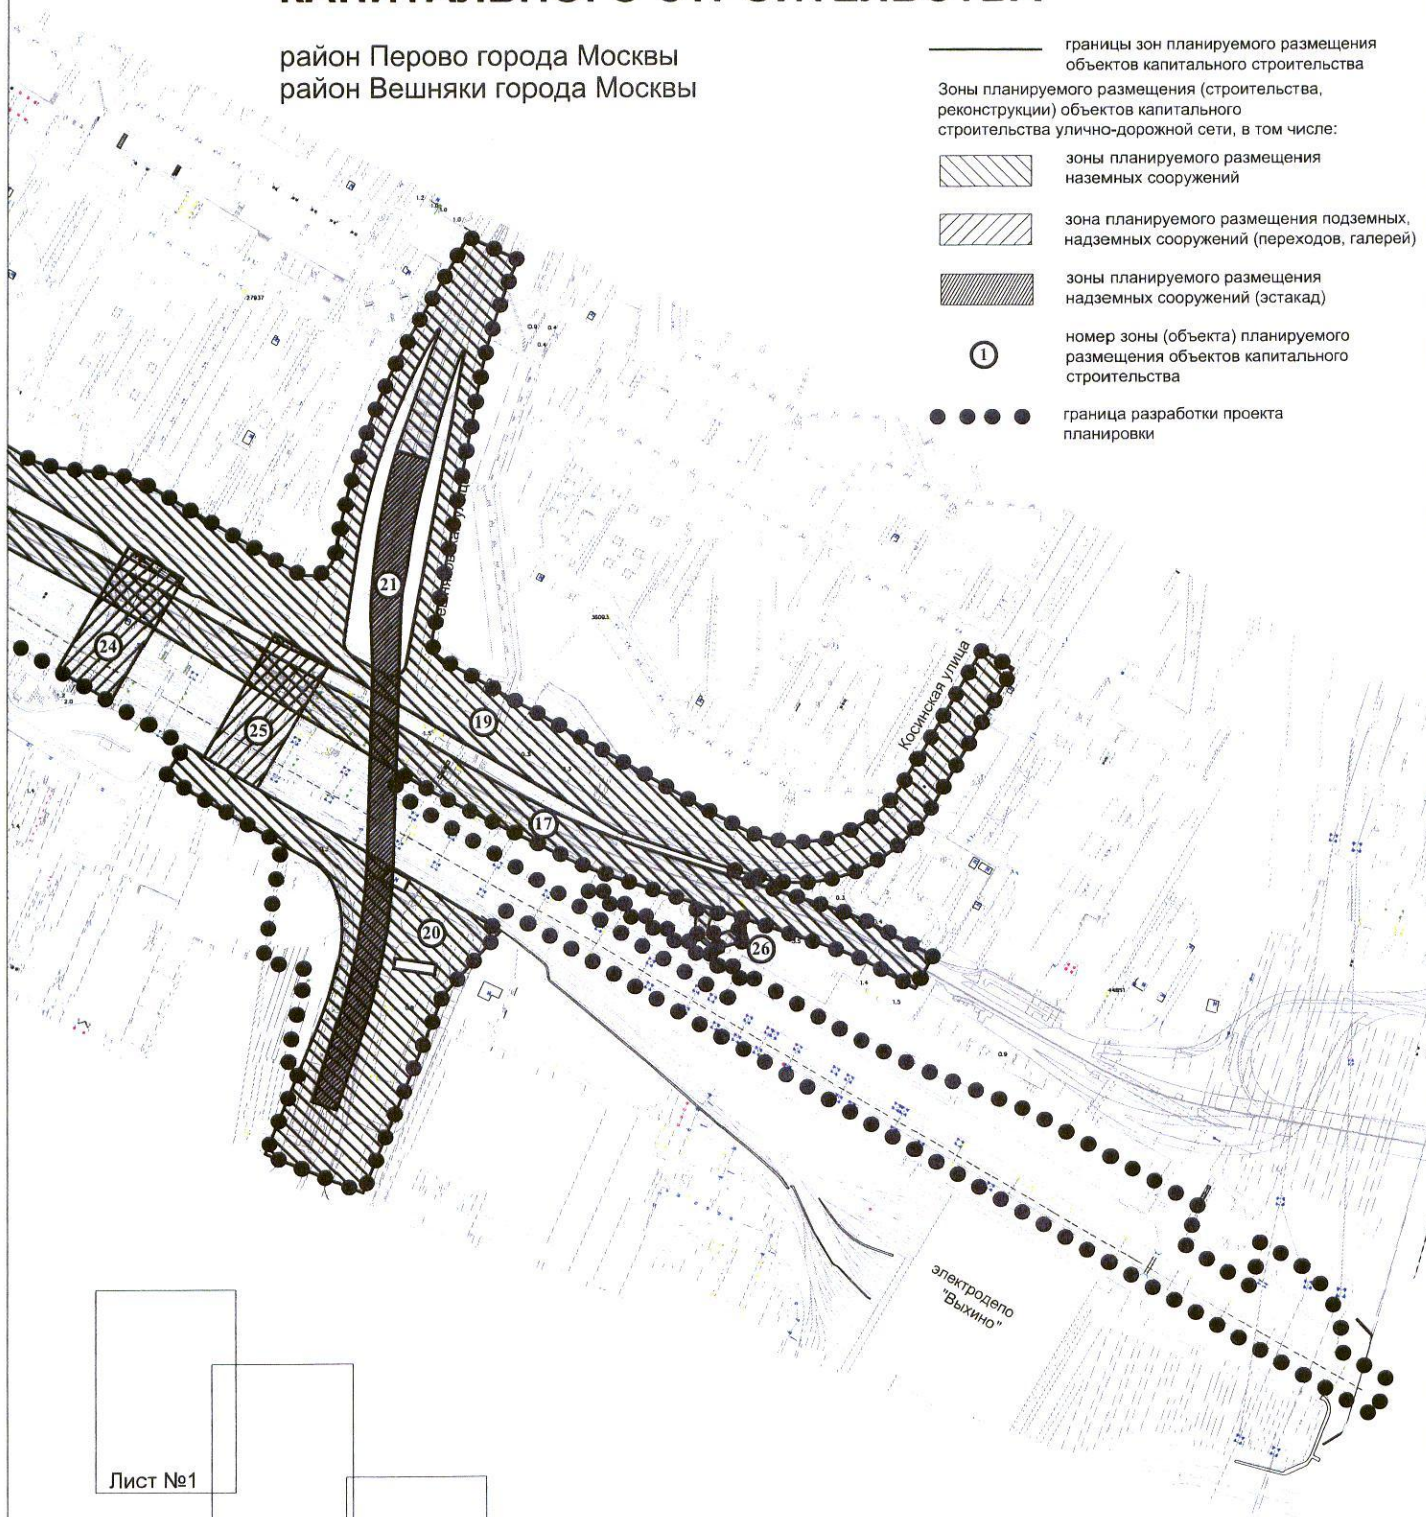 район Перово города Москвы
район Вешняки города Москвы
границы зон планируемого размещения
объектов капитального строительства
Зоны планируемого размещения (строительства,
реконструкции) объектов капитального
строительства улично-дорожной сети, в том числе:
зоны планируемого размещения
наземных сооружений
зона планируемого размещения подземных,
надземных сооружений (переходов, галерей)
зоны планируемого размещения
надземных сооружений (эстакад)
1
номер зоны (объекта) планируемого
размещения объектов капитального
строительства
граница разработки проекта
планировки
21
24
25
19
17
20
26
Косинская улица
электродепо
"Выхино"
Лист №1